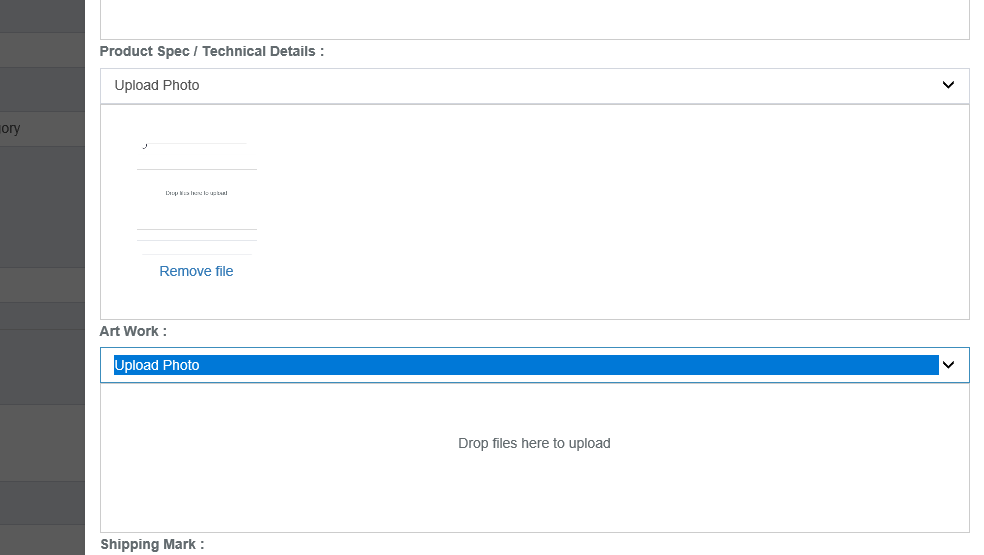 Product Spec / Technical Details :
Upload Photo
ory
Drop files here to upload
Remove file
Art Work :
Upload Photo
Drop files here to upload
Shipping Mark :